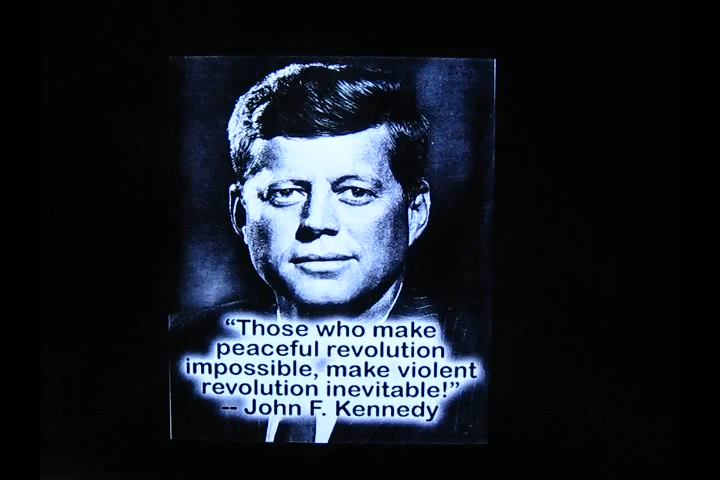 “Those who make
peaceful revolution
impossible, make violent
revolution inevitable!”
-- John F. Kennedy